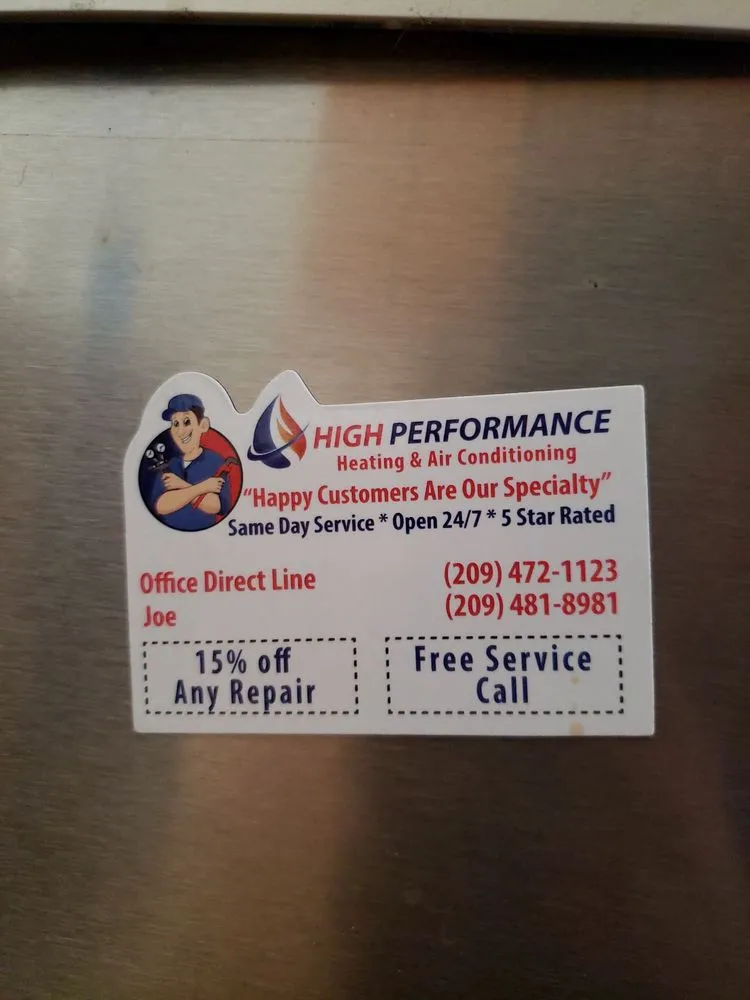 HIGH PERFORMANCE
Heating & Air Conditioning
"Happy Customers Are Our Specialty"
Same Day Service * Open 24/7 * 5 Star Rated
Office Direct Line (209) 472-1123
Joe (209) 481-8981
15% off
Any Repair
Free Service
Call